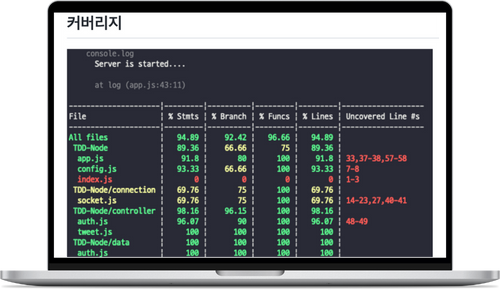 커버리지
console.log
Server is started....
at log (app.js:43:11)
File | % Stmts | % Branch | % Funcs | % Lines | Uncovered Line #s
All files | 94.89 | 92.42 | 96.66 | 94.89 |
TDD-Node | 89.36 | 66.66 | 75 | 89.36 |
app.js | 91.8 | 80 | 100 | 91.8 | 33,37-38,57-58
config.js | 93.33 | 66.66 | 100 | 93.33 | 7-8
index.js | 0 | 0 | 0 | 0 | 1-3
TDD-Node/connection | 69.76 | 75 | 100 | 69.76 |
socket.js | 69.76 | 75 | 100 | 69.76 | 14-23,27,40-41
TDD-Node/controller | 98.16 | 96.15 | 100 | 98.16 |
auth.js | 96.07 | 90 | 100 | 96.07 | 48-49
tweet.js | 100 | 100 | 100 | 100 |
TDD-Node/data | 100 | 100 | 100 | 100 |
auth.js | 100 | 100 | 100 | 100 |